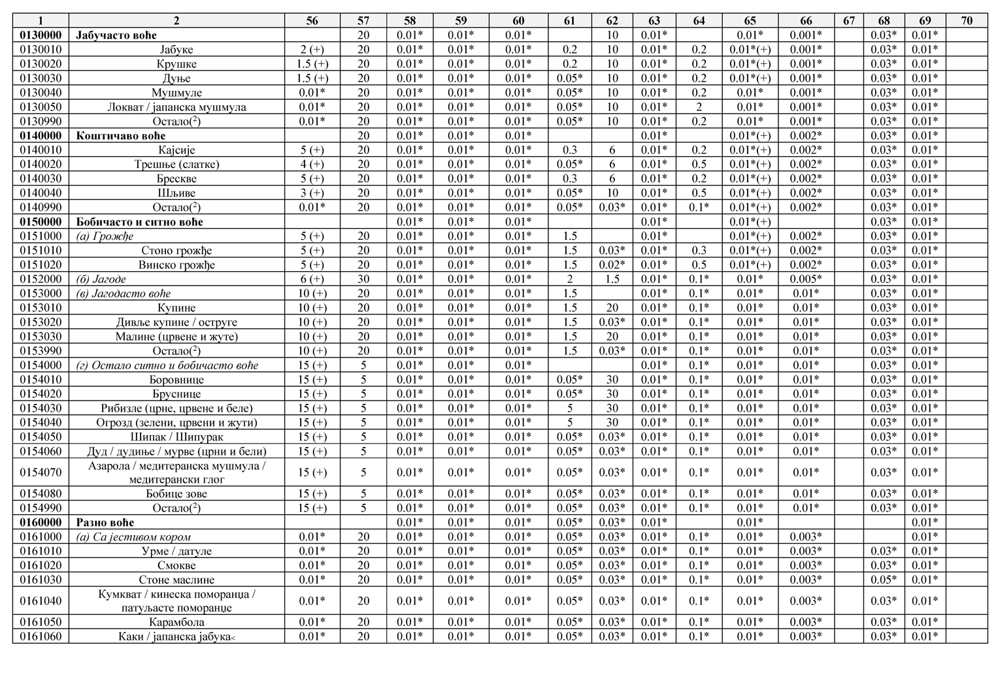 1 2 56 57 58 59 60 61 62 63 64 65 66 67 68 69 70
0130000 Јабучасто воће 20 0.01* 0.01* 0.01* 10 0.01* 0.01* 0.001* 0.03* 0.01*
0130010 Јабуке 2 (+) 20 0.01* 0.01* 0.01* 0.2 10 0.01* 0.2 0.01*(+) 0.001* 0.03* 0.01*
0130020 Крушке 1.5 (+) 20 0.01* 0.01* 0.01* 0.2 10 0.01* 0.2 0.01*(+) 0.001* 0.03* 0.01*
0130030 Дуње 1.5 (+) 20 0.01* 0.01* 0.01* 0.05* 10 0.01* 0.2 0.01*(+) 0.001* 0.03* 0.01*
0130040 Мушмуле 0.01* 20 0.01* 0.01* 0.01* 0.05* 10 0.01* 0.2 0.01* 0.001* 0.03* 0.01*
0130050 Локват / јапанска мушмула 0.01* 20 0.01* 0.01* 0.01* 0.05* 10 0.01* 2 0.01* 0.001* 0.03* 0.01*
0130990 Остало(2) 0.01* 20 0.01* 0.01* 0.01* 0.05* 10 0.01* 0.2 0.01* 0.001* 0.03* 0.01*
0140000 Коштичаво воће 20 0.01* 0.01* 0.01* 0.01* 0.01*(+) 0.002* 0.03* 0.01*
0140010 Кајсије 5 (+) 20 0.01* 0.01* 0.01* 0.3 6 0.01* 0.2 0.01*(+) 0.002* 0.03* 0.01*
0140020 Трешње (слатке) 4 (+) 20 0.01* 0.01* 0.01* 0.05* 6 0.01* 0.5 0.01*(+) 0.002* 0.03* 0.01*
0140030 Брескве 5 (+) 20 0.01* 0.01* 0.01* 0.3 6 0.01* 0.2 0.01*(+) 0.002* 0.03* 0.01*
0140040 Шљиве 3 (+) 20 0.01* 0.01* 0.01* 0.05* 10 0.01* 0.5 0.01*(+) 0.002* 0.03* 0.01*
0140990 Остало(2) 0.01* 20 0.01* 0.01* 0.01* 0.05* 0.03* 0.01* 0.1* 0.01*(+) 0.002* 0.03* 0.01*
0150000 Бобичасто и ситно воће 0.01* 0.01* 0.01* 0.01* 0.01*(+) 0.03* 0.01*
0151000 (а) Грожђе 5 (+) 20 0.01* 0.01* 0.01* 1.5 0.01* 0.01*(+) 0.002* 0.03* 0.01*
0151010 Стоно грожђе 5 (+) 20 0.01* 0.01* 0.01* 1.5 0.03* 0.01* 0.3 0.01*(+) 0.002* 0.03* 0.01*
0151020 Винско грожђе 5 (+) 20 0.01* 0.01* 0.01* 1.5 0.02* 0.01* 0.5 0.01*(+) 0.002* 0.03* 0.01*
0152000 (б) Јагоде 6 (+) 30 0.01* 0.01* 0.01* 2 1.5 0.01* 0.1* 0.01* 0.005* 0.03* 0.01*
0153000 (в) Јагодасто воће 10 (+) 20 0.01* 0.01* 0.01* 1.5 0.01* 0.1* 0.01* 0.01* 0.03* 0.01*
0153010 Купине 10 (+) 20 0.01* 0.01* 0.01* 1.5 20 0.01* 0.1* 0.01* 0.01* 0.03* 0.01*
0153020 Дивље купине / оструге 10 (+) 20 0.01* 0.01* 0.01* 1.5 0.03* 0.01* 0.1* 0.01* 0.01* 0.03* 0.01*
0153030 Малине (црвене и жуте) 10 (+) 20 0.01* 0.01* 0.01* 1.5 20 0.01* 0.1* 0.01* 0.01* 0.03* 0.01*
0153990 Остало(2) 10 (+) 20 0.01* 0.01* 0.01* 1.5 0.03* 0.01* 0.1* 0.01* 0.01* 0.03* 0.01*
0154000 (г) Остало ситно и бобичасто воће 15 (+) 5 0.01* 0.01* 0.01* 0.01* 0.1* 0.01* 0.01* 0.03* 0.01*
0154010 Боровнице 15 (+) 5 0.01* 0.01* 0.01* 0.05* 30 0.01* 0.1* 0.01* 0.01* 0.03* 0.01*
0154020 Бруснице 15 (+) 5 0.01* 0.01* 0.01* 0.05* 30 0.01* 0.1* 0.01* 0.01* 0.03* 0.01*
0154030 Рибизле (црне, црвене и беле) 15 (+) 5 0.01* 0.01* 0.01* 5 30 0.01* 0.1* 0.01* 0.01* 0.03* 0.01*
0154040 Огрозд (зелени, црвени и жути) 15 (+) 5 0.01* 0.01* 0.01* 5 30 0.01* 0.1* 0.01* 0.01* 0.03* 0.01*
0154050 Шипак / Шипурак 15 (+) 5 0.01* 0.01* 0.01* 0.05* 0.03* 0.01* 0.1* 0.01* 0.01* 0.03* 0.01*
0154060 Дуд / дудиње / мурве (црни и бели) 15 (+) 5 0.01* 0.01* 0.01* 0.05* 0.03* 0.01* 0.1* 0.01* 0.01* 0.03* 0.01*
Азарола / медитеранска мушмула /
0154070 15 (+) 5 0.01* 0.01* 0.01* 0.05* 0.03* 0.01* 0.1* 0.01* 0.01* 0.03* 0.01*
медитерански глог
0154080 Бобице зове 15 (+) 5 0.01* 0.01* 0.01* 0.05* 0.03* 0.01* 0.1* 0.01* 0.01* 0.03* 0.01*
0154990 Остало(2) 15 (+) 5 0.01* 0.01* 0.01* 0.05* 0.03* 0.01* 0.1* 0.01* 0.01* 0.03* 0.01*
0160000 Разно воће 0.01* 0.01* 0.01* 0.05* 0.03* 0.01* 0.01* 0.01*
0161000 (а) Са јестивом кором 0.01* 20 0.01* 0.01* 0.01* 0.05* 0.03* 0.01* 0.1* 0.01* 0.003* 0.01*
0161010 Урме / датуле 0.01* 20 0.01* 0.01* 0.01* 0.05* 0.03* 0.01* 0.1* 0.01* 0.003* 0.03* 0.01*
0161020 Смокве 0.01* 20 0.01* 0.01* 0.01* 0.05* 0.03* 0.01* 0.1* 0.01* 0.003* 0.03* 0.01*
0161030 Стоне маслине 0.01* 20 0.01* 0.01* 0.01* 0.05* 0.03* 0.01* 0.1* 0.01* 0.003* 0.05* 0.01*
Кумкват / кинеска поморанџа /
0161040 0.01* 20 0.01* 0.01* 0.01* 0.05* 0.03* 0.01* 0.1* 0.01* 0.003* 0.03* 0.01*
патуљасте поморанџе
0161050 Карамбола 0.01* 20 0.01* 0.01* 0.01* 0.05* 0.03* 0.01* 0.1* 0.01* 0.003* 0.03* 0.01*
0161060 Каки / јапанска јабука< 0.01* 20 0.01* 0.01* 0.01* 0.05* 0.03* 0.01* 0.1* 0.01* 0.003* 0.03* 0.01*